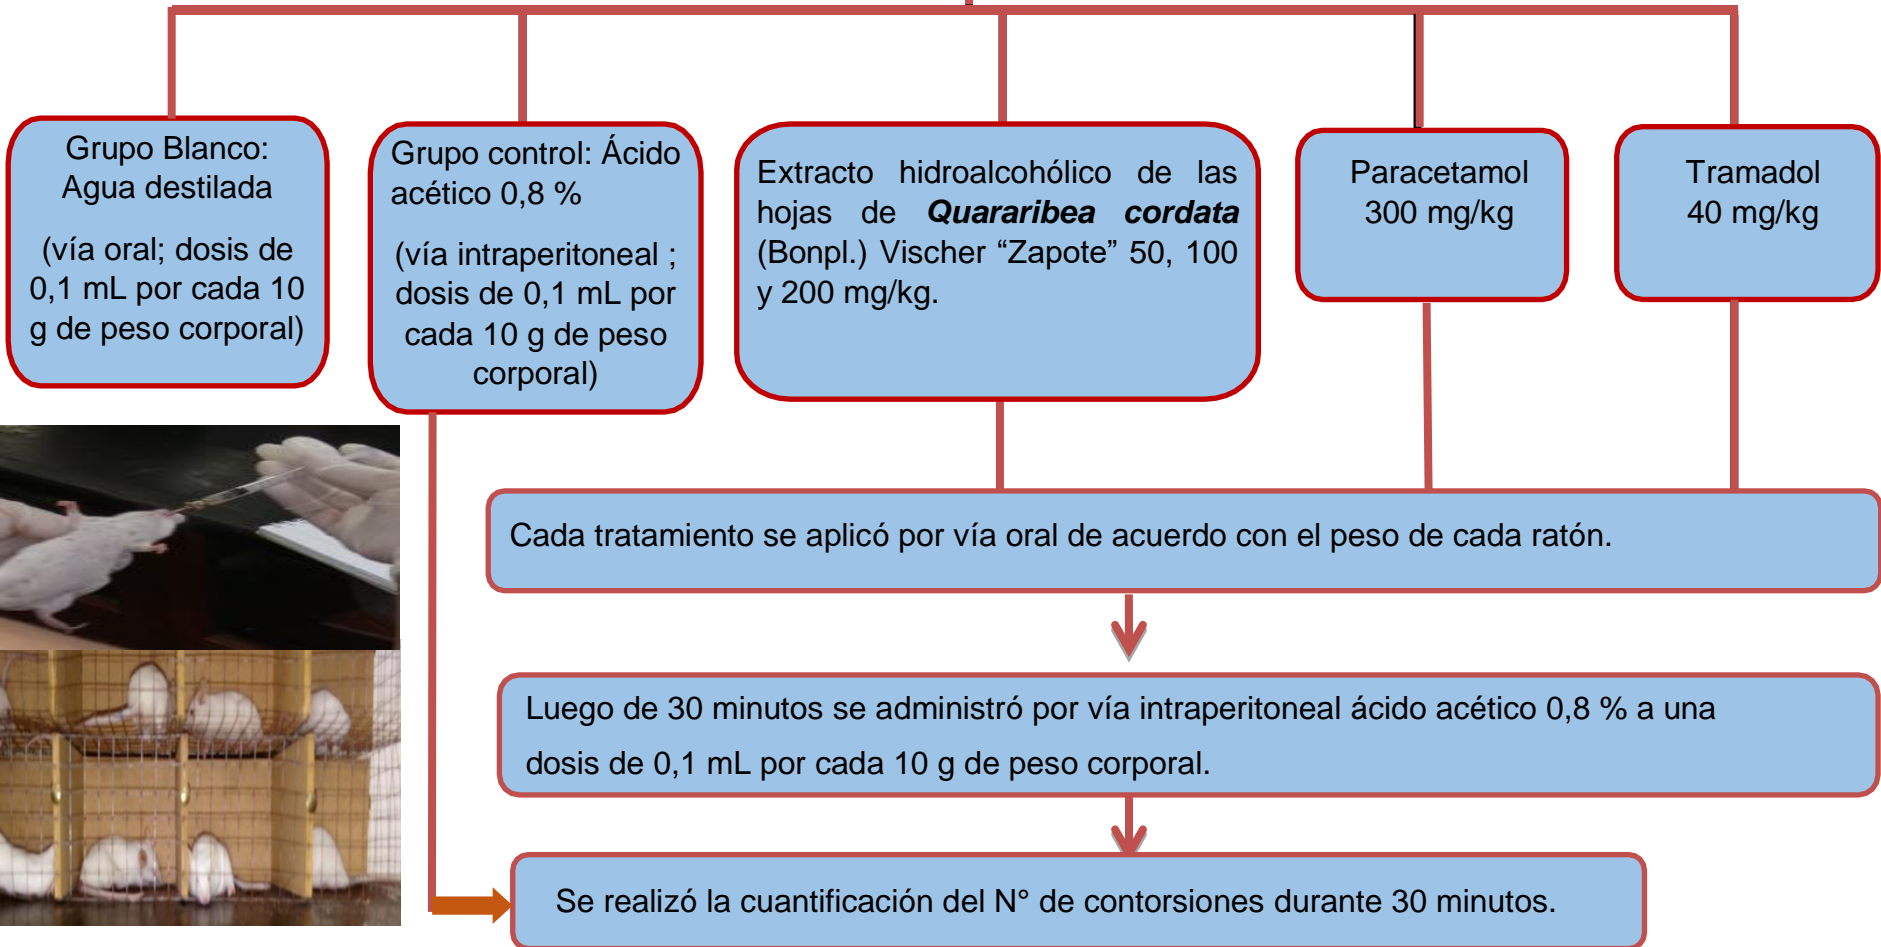 Grupo Blanco:
Agua destilada
(vía oral; dosis de
0,1 mL por cada 10
g de peso corporal)
Grupo control: Ácido
acético 0,8 %
(vía intraperitoneal ;
dosis de 0,1 mL por
cada 10 g de peso
corporal)
Extracto hidroalcohólico de las
hojas de Quararibea cordata
(Bonpl.) Vischer “Zapote” 50, 100
y 200 mg/kg.
Paracetamol
300 mg/kg
Tramadol
40 mg/kg
Cada tratamiento se aplicó por vía oral de acuerdo con el peso de cada ratón.
Luego de 30 minutos se administró por vía intraperitoneal ácido acético 0,8 % a una
dosis de 0,1 mL por cada 10 g de peso corporal.
Se realizó la cuantificación del N° de contorsiones durante 30 minutos.